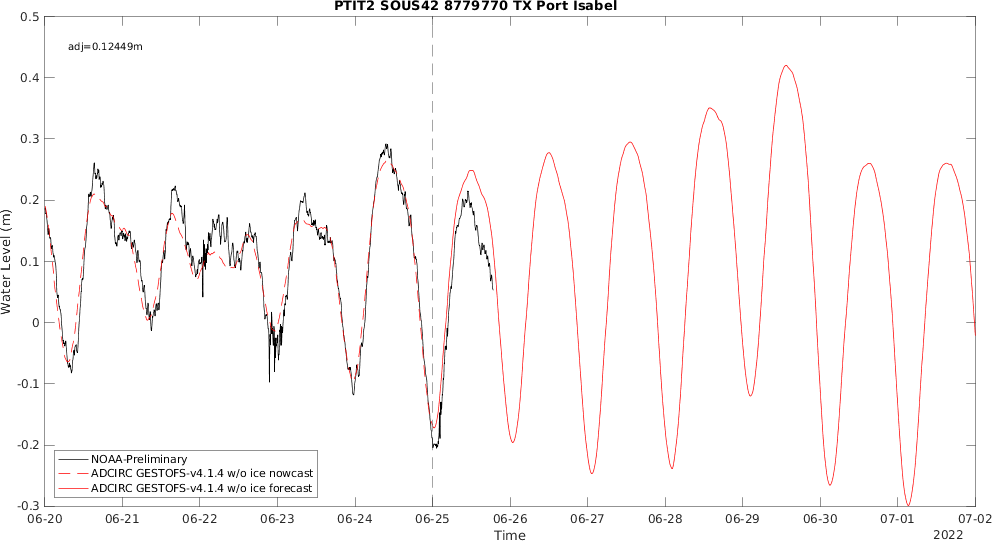 PTIT2 SOUS42 8779770 TX Port Isabel
adj=0.12449m
Water Level (m)
0.5
0.4
0.3
0.2
0.1
0
-0.1
-0.2
-0.3
NOAA-Preliminary
ADCIRC GESTOFS-v4.1.4 w/o ice nowcast
ADCIRC GESTOFS-v4.1.4 w/o ice forecast
06-20 06-21 06-22 06-23 06-24 06-25 06-26 06-27 06-28 06-29 06-30 07-01 07-02
Time
2022